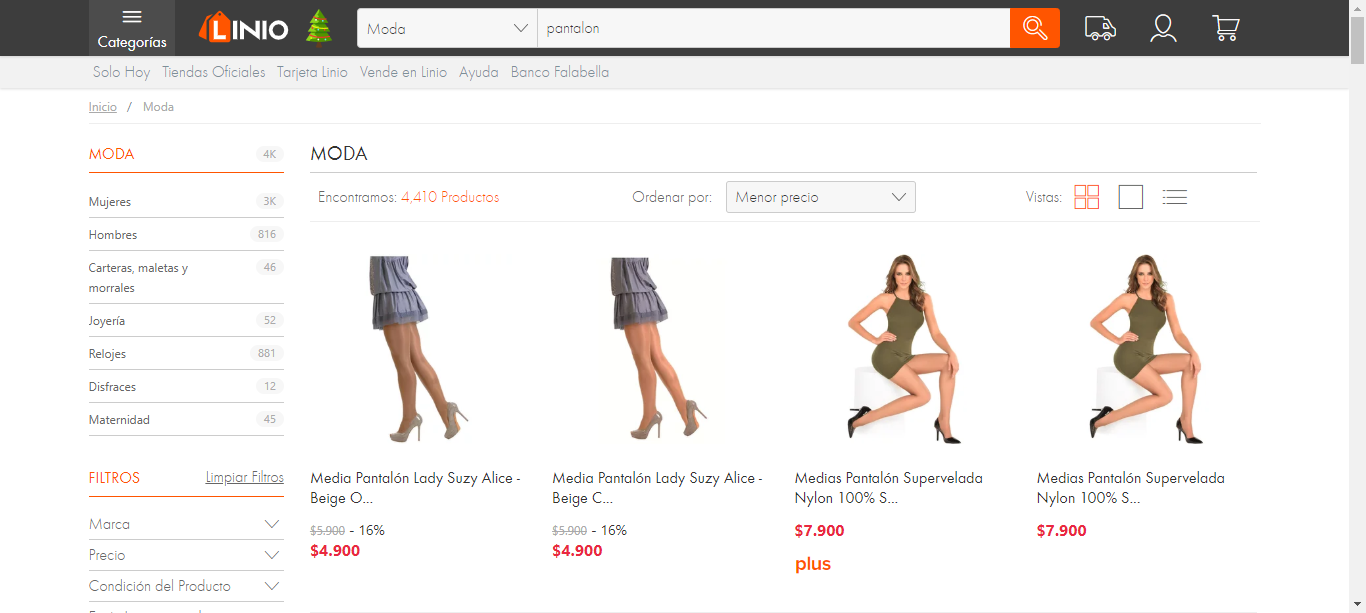 Categorías
LINIO
Moda
pantalon
Solo Hoy Tiendas Oficiales Tarjeta Linio Vende en Linio Ayuda Banco Falabella
Inicio / Moda
MODA 4K
Mujeres 3K
Hombres 816
Carteras, maletas y
morrales 46
Joyería 52
Relojes 881
Disfraces 12
Maternidad 45
FILTROS Limpiar Filtros
Marca
Precio
Condición del Producto
MODA
Encontramos: 4,410 Productos
Ordenar por: Menor precio
Vistas:
Media Pantalón Lady Suzy Alice -
Beige O...
$5.900 - 16%
$4.900
Media Pantalón Lady Suzy Alice -
Beige C...
$5.900 - 16%
$4.900
Medias Pantalón Supervelada
Nylon 100% S...
$7.900
plus
Medias Pantalón Supervelada
Nylon 100% S...
$7.900